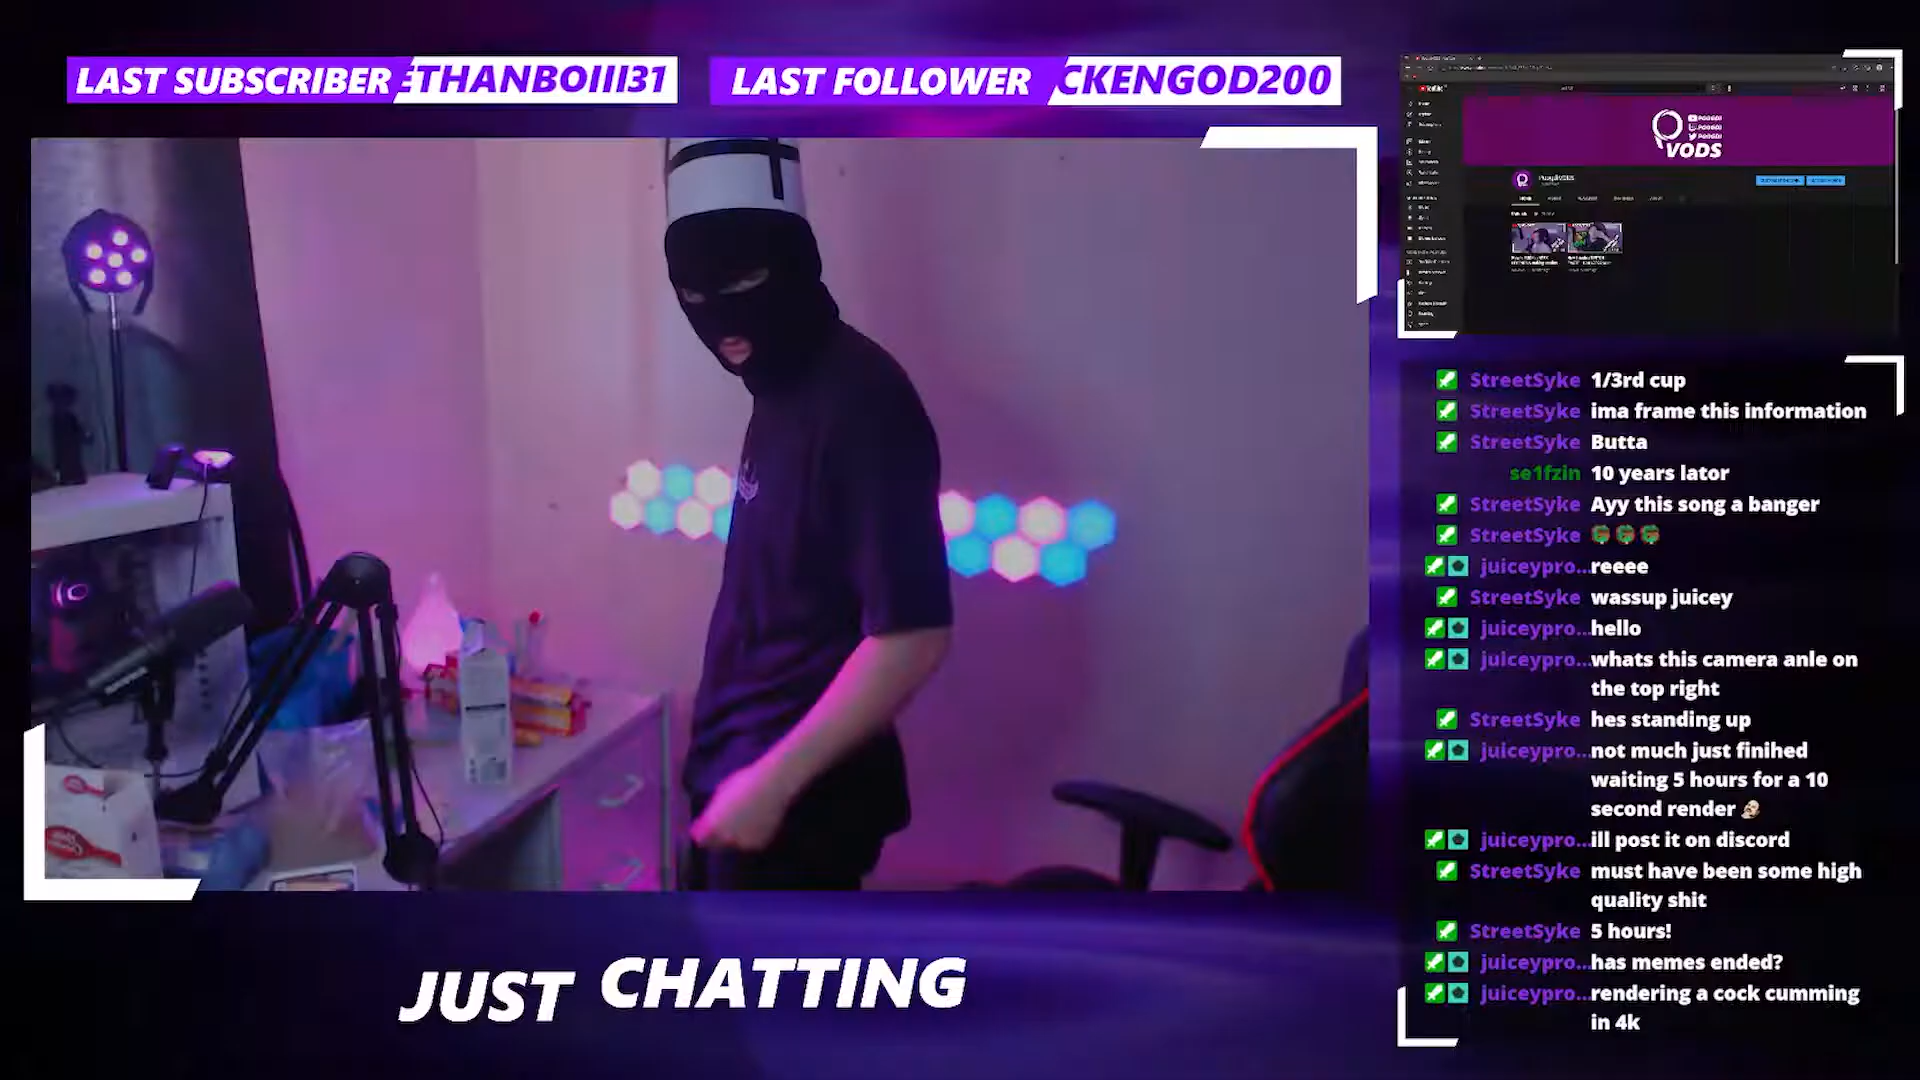 LAST SUBSCRIBER
THANBOIII31
LAST FOLLOWER
CKENGOD200
VODS
StreetSyke 1/3rd cup
StreetSyke ima frame this information
StreetSyke Butta
se1fzin 10 years lator
StreetSyke Ayy this song a banger
StreetSyke
juiceypro...reeee
StreetSyke wassup juicey
juiceypro...hello
juiceypro...whats this camera anle on
the top right
StreetSyke hes standing up
juiceypro...not much just finihed
waiting 5 hours for a 10
second render
juiceypro...ill post it on discord
StreetSyke must have been some high
quality shit
StreetSyke 5 hours!
juiceypro...has memes ended?
juiceypro...rendering a cock cumming
in 4k
JUST CHATTING